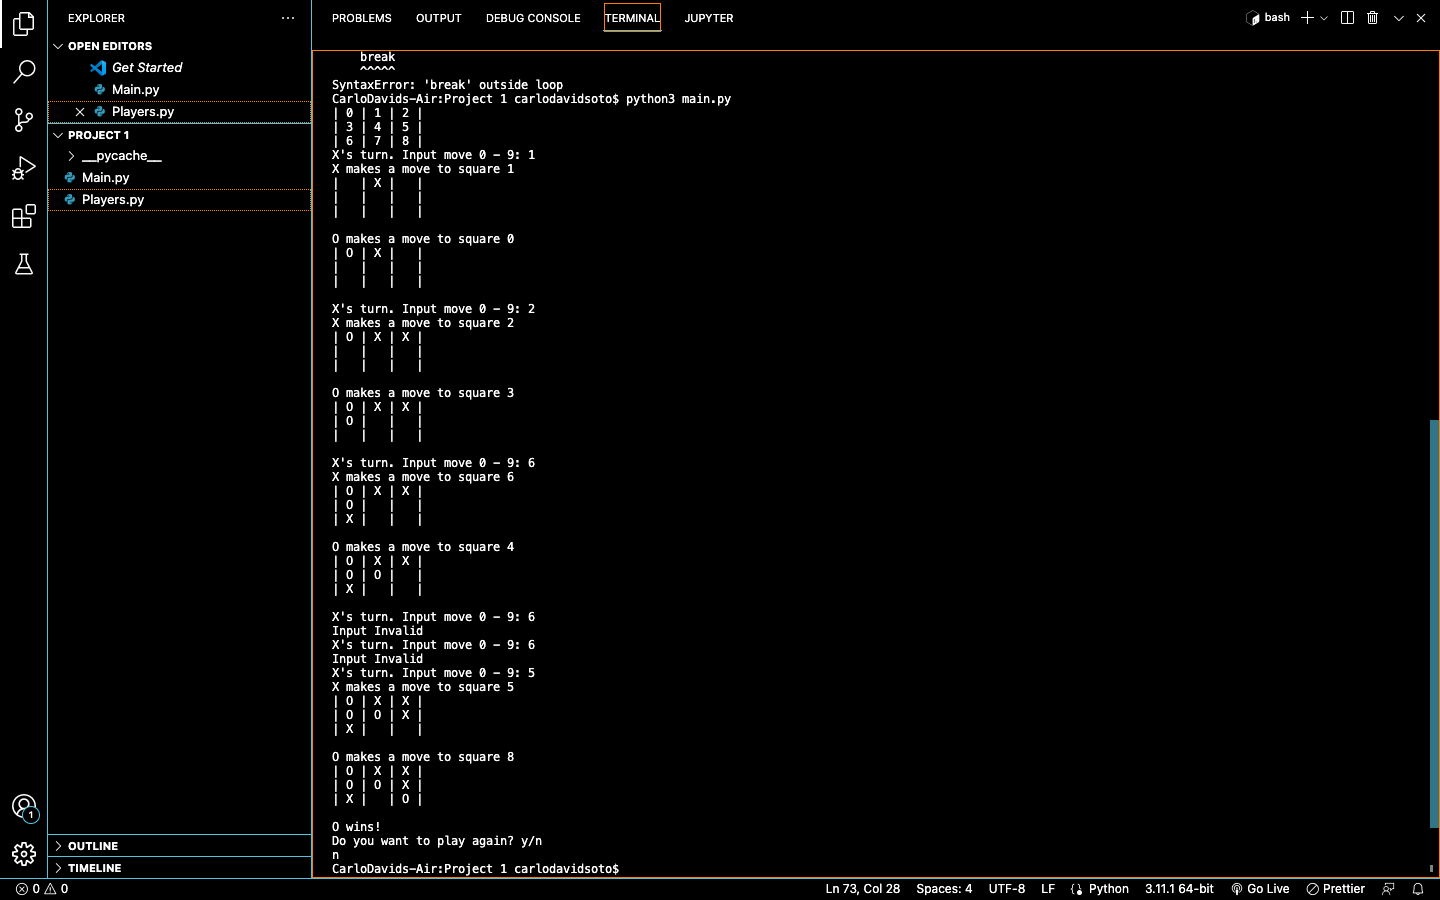 EXPLORER ...
OPEN EDITORS
Get Started
Main.py
Players.py
PROJECT 1
__pycache__
Main.py
Players.py
OUTLINE
TIMELINE
1
PROBLEMS OUTPUT DEBUG CONSOLE TERMINAL JUPYTER bash
break
^^^^^
SyntaxError: 'break' outside loop
CarloDavids-Air:Project 1 carlodavidsoto$ python3 main.py
| 0 | 1 | 2 |
| 3 | 4 | 5 |
| 6 | 7 | 8 |
X's turn. Input move 0 - 9: 1
X makes a move to square 1
|   | X |   |
|   |   |   |
|   |   |   |
O makes a move to square 0
| O | X |   |
|   |   |   |
|   |   |   |
X's turn. Input move 0 - 9: 2
X makes a move to square 2
| O | X | X |
|   |   |   |
|   |   |   |
O makes a move to square 3
| O | X | X |
| O |   |   |
|   |   |   |
X's turn. Input move 0 - 9: 6
X makes a move to square 6
| O | X | X |
| O |   |   |
| X |   |   |
O makes a move to square 4
| O | X | X |
| O | O |   |
| X |   |   |
X's turn. Input move 0 - 9: 6
Input Invalid
X's turn. Input move 0 - 9: 6
Input Invalid
X's turn. Input move 0 - 9: 5
X makes a move to square 5
| O | X | X |
| O | O | X |
| X |   |   |
O makes a move to square 8
| O | X | X |
| O | O | X |
| X |   | O |
O wins!
Do you want to play again? y/n
n
CarloDavids-Air:Project 1 carlodavidsoto$
0 0 Ln 73, Col 28 Spaces: 4 UTF-8 LF Python 3.11.1 64-bit Go Live Prettier